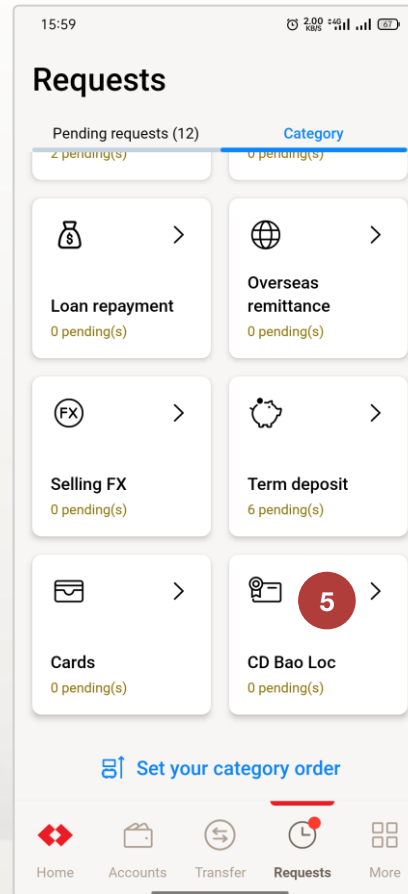 15:59
2.00 KB/S 4G 67
Requests
Pending requests (12) Category
2 pending(s) 0 pending(s)
Loan repayment
0 pending(s)
Overseas
remittance
0 pending(s)
FX
Selling FX
0 pending(s)
Term deposit
6 pending(s)
5
Cards
0 pending(s)
CD Bao Loc
0 pending(s)
Set your category order
Home Accounts Transfer Requests More